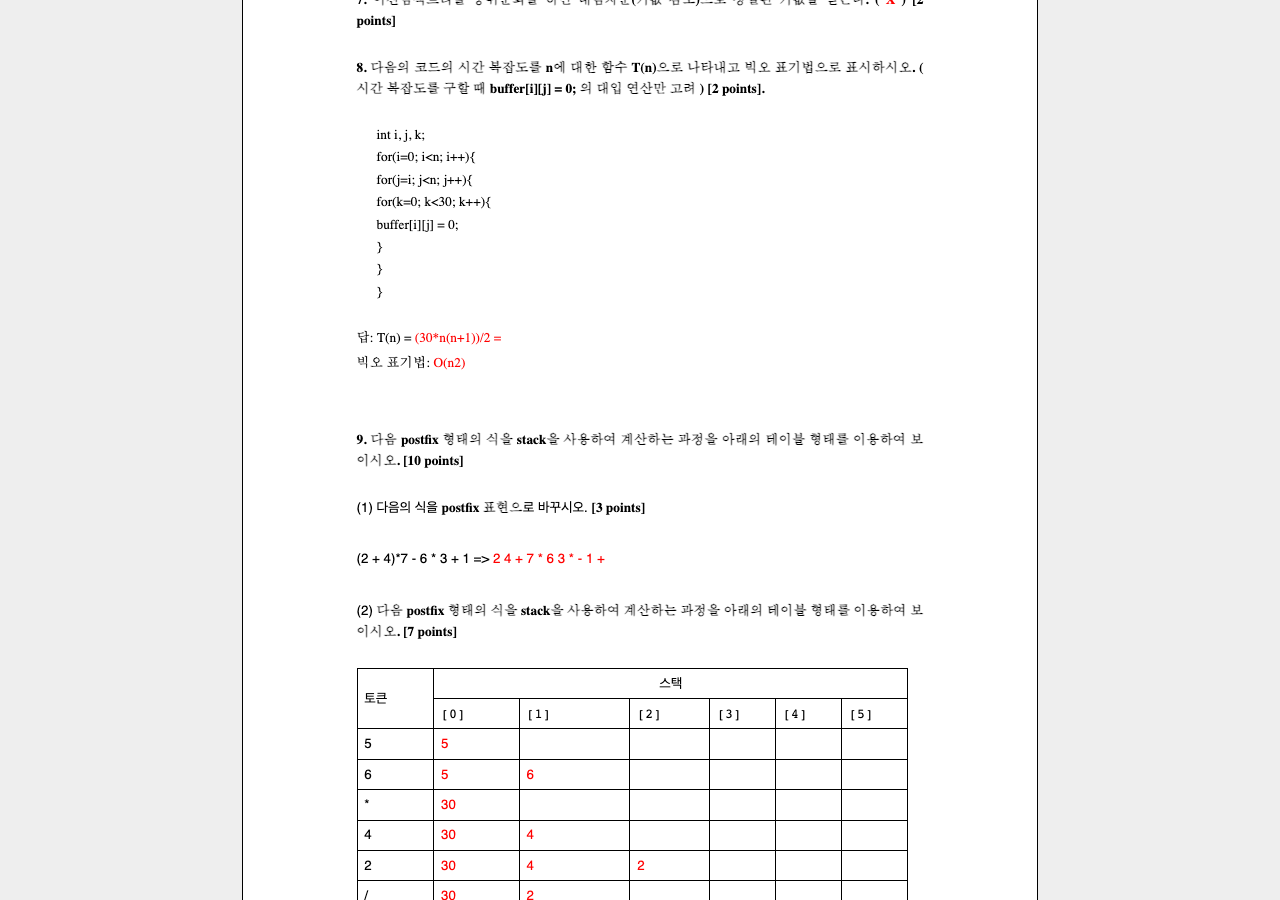 points]
8. 다음의 코드의 시간 복잡도를 n에 대한 함수 T(n)으로 나타내고 빅오 표기법으로 표시하시오. (
시간 복잡도를 구할 때 buffer[i][j] = 0; 의 대입 연산만 고려 ) [2 points].
int i, j, k;
for(i=0; i<n; i++){
for(j=i; j<n; j++){
for(k=0; k<30; k++){
buffer[i][j] = 0;
}
}
}
답: T(n) = (30*n(n+1))/2 =
빅오 표기법: O(n2)
9. 다음 postfix 형태의 식을 stack을 사용하여 계산하는 과정을 아래의 테이블 형태를 이용하여 보
이시오. [10 points]
(1) 다음의 식을 postfix 표현으로 바꾸시오. [3 points]
(2 + 4)*7 - 6 * 3 + 1 => 2 4 + 7 * 6 3 * - 1 +
(2) 다음 postfix 형태의 식을 stack을 사용하여 계산하는 과정을 아래의 테이블 형태를 이용하여 보
이시오. [7 points]
토큰 스택
[0] [1] [2] [3] [4] [5]
5 5
6 5 6
* 30
4 30 4
2 30 4 2
/ 30 2